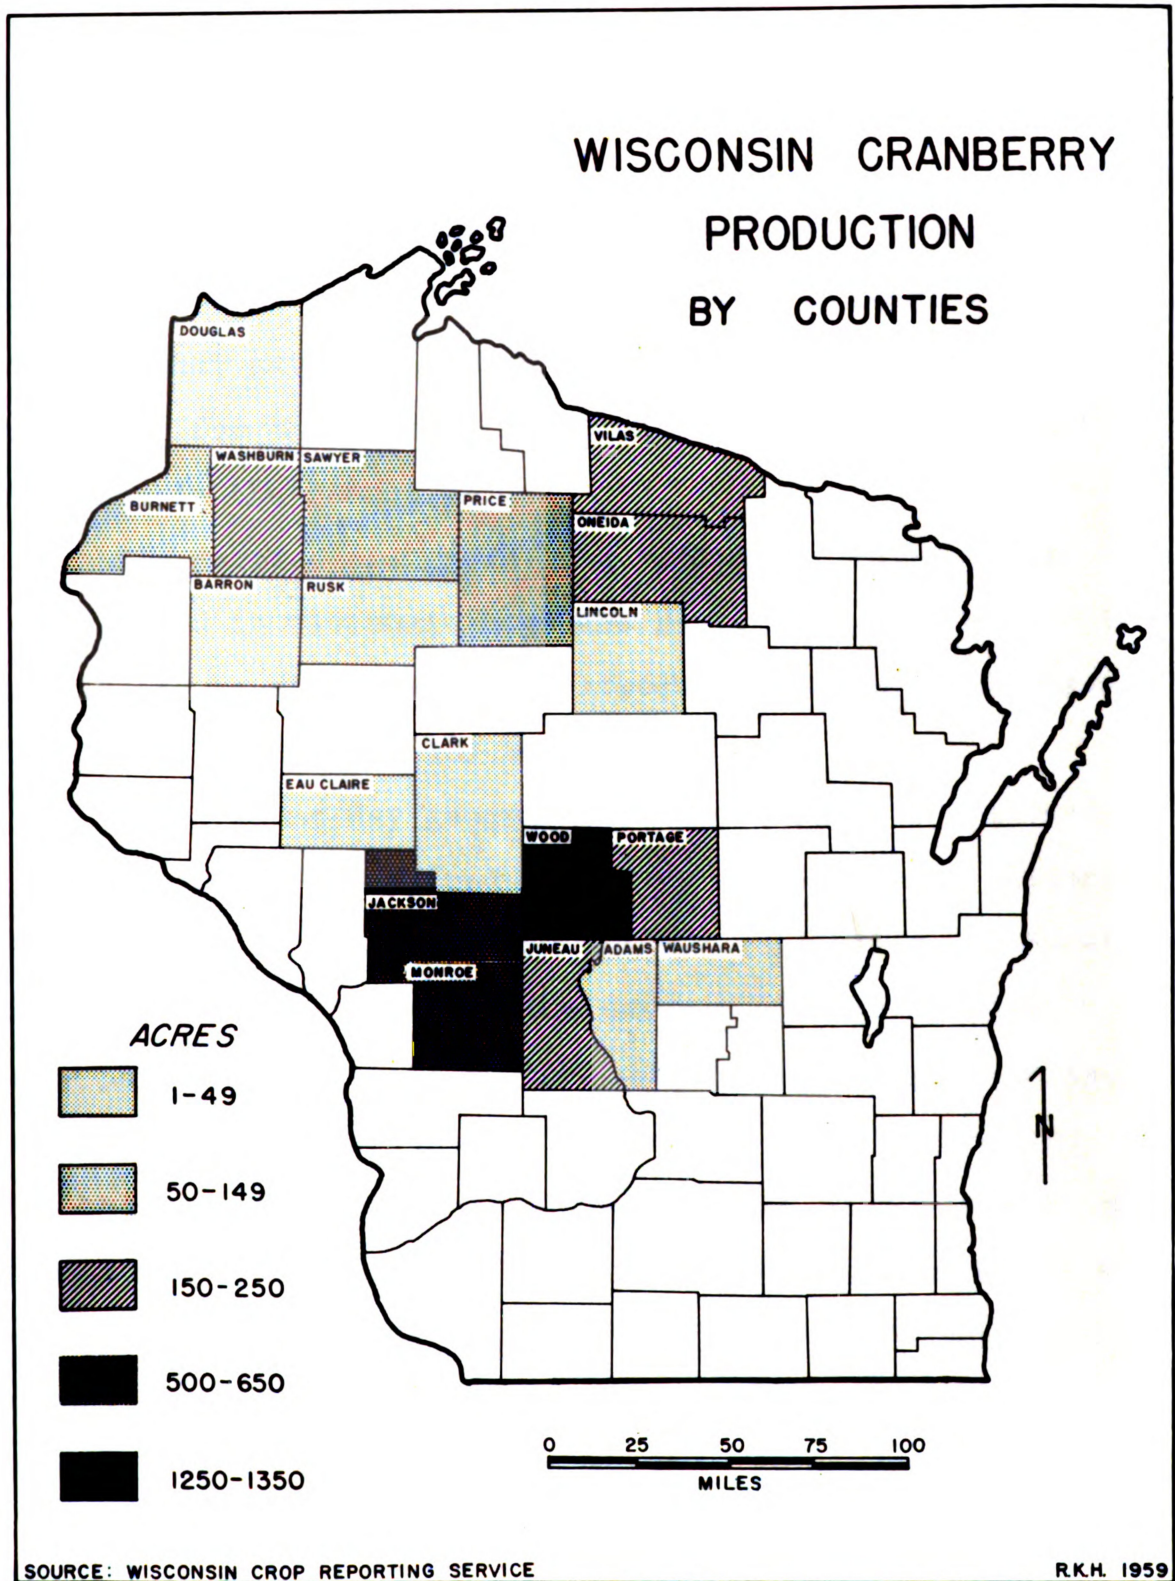 WISCONSIN CRANBERRY
PRODUCTION
BY COUNTIES
DOUGLAS
VILAS
WASHBURN
SAWYER
BURNETT
PRICE
ONEIDA
BARRON
RUSK
LINCOLN
CLARK
EAU CLAIRE
WOOD
PORTAGE
JACKSON
JUNEAU
ADAMS
WAUSHARA
MONROE
ACRES
1-49
50-149
150-250
500-650
1250-1350
N
0 25 50 75 100
MILES
SOURCE: WISCONSIN CROP REPORTING SERVICE
R.K.H. 1959